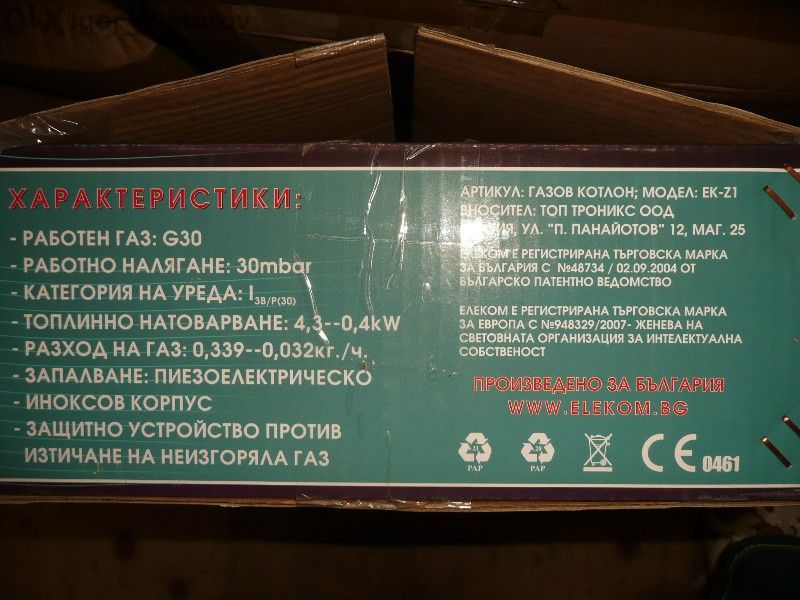 ХАРАКТЕРИСТИКИ:
- РАБОТЕН ГАЗ: G30
- РАБОТНО НАЛЯГАНЕ: 30mbar
- КАТЕГОРИЯ НА УРЕДА: I3B/P(30)
- ТОПЛИННО НАТОВАРВАНЕ: 4,3--0,4kW
- РАЗХОД НА ГАЗ: 0,339--0,032кг./ч.
- ЗАПАЛВАНЕ: ПИЕЗОЕЛЕКТРИЧЕСКО
- ИНОКСОВ КОРПУС
- ЗАЩИТНО УСТРОЙСТВО ПРОТИВ
ИЗТИЧАНЕ НА НЕИЗГОРЯЛА ГАЗ
АРТИКУЛ: ГАЗОВ КОТЛОН; МОДЕЛ: EK-Z1
ВНОСИТЕЛ: ТОП ТРОНИКС ООД
УЛ. "П. ПАНАЙОТОВ" 12, МАГ. 25
ЕЛЕКОМ Е РЕГИСТРИРАНА ТЪРГОВСКА МАРКА
ЗА БЪЛГАРИЯ С №48734 / 02.09.2004 ОТ
БЪЛГАРСКО ПАТЕНТНО ВЕДОМСТВО
ЕЛЕКОМ Е РЕГИСТРИРАНА ТЪРГОВСКА МАРКА
ЗА ЕВРОПА С №948329/2007- ЖЕНЕВА НА
СВЕТОВНАТА ОРГАНИЗАЦИЯ ЗА ИНТЕЛЕКТУАЛНА
СОБСТВЕНОСТ
ПРОИЗВЕДЕНО ЗА БЪЛГАРИЯ
WWW.ELEKOM.BG
PAP PAP CE 0461